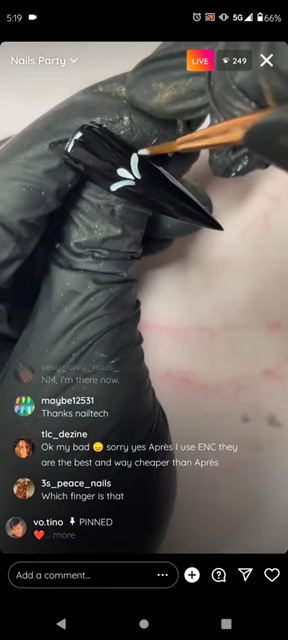 5:19
5G 66%
Nails Party
LIVE
249
sexy_diva_nails_
NM, I'm there now.
maybe12531
Thanks nailtech
tlc_dezine
Ok my bad 😞 sorry yes Après I use ENC they
are the best and way cheaper than Après
3s_peace_nails
Which finger is that
vo.tino PINNED
❤️... more
Add a comment...